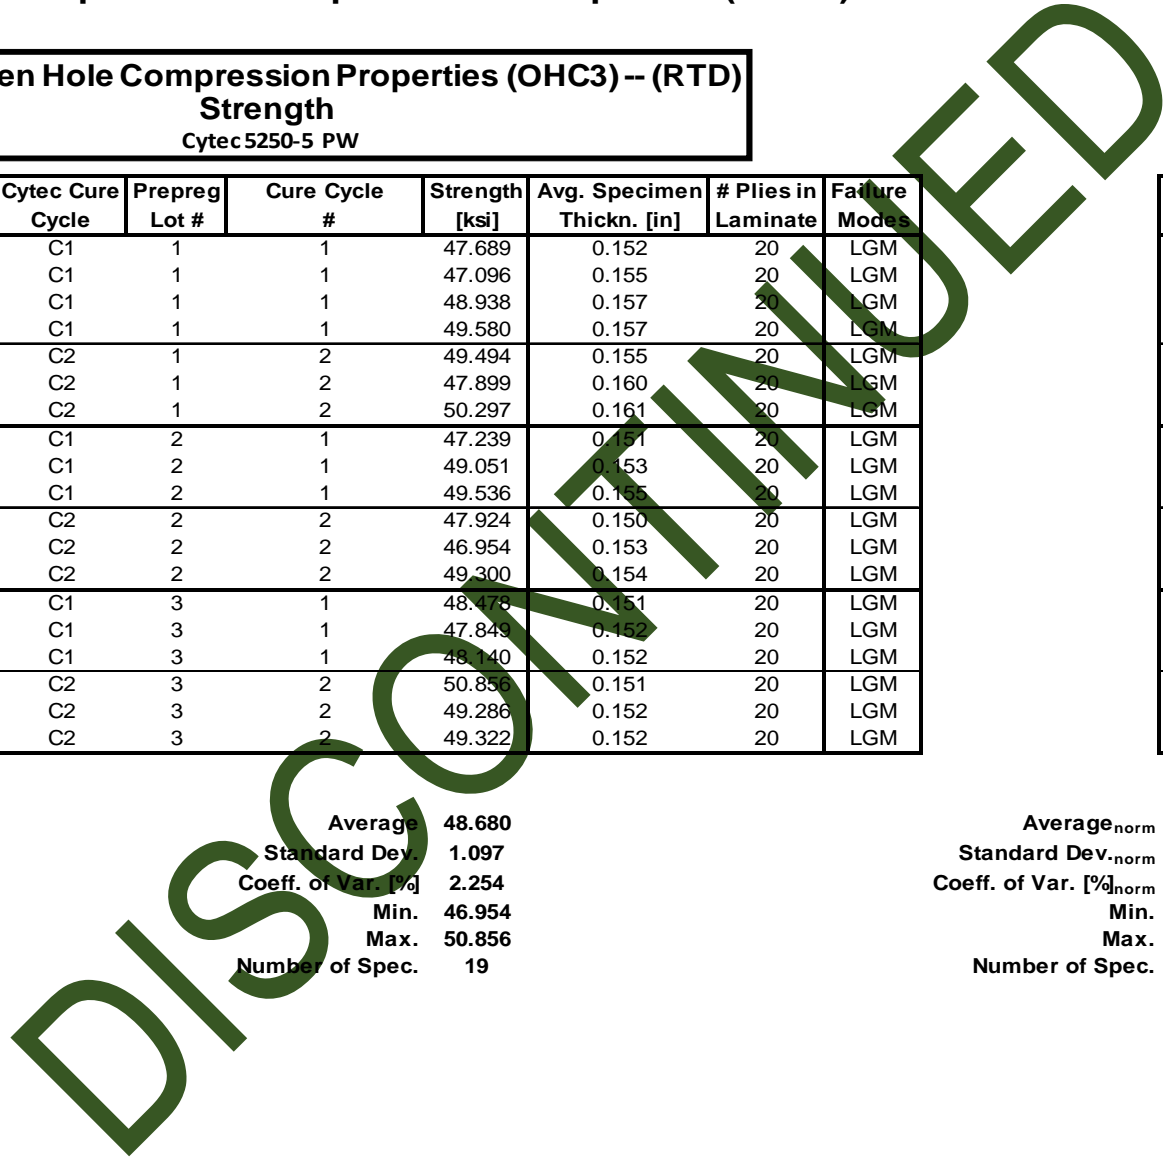 en Hole Compression Properties (OHC3) -- (RTD)
Strength
Cytec 5250-5 PW
Cytec Cure Prepreg Cure Cycle Strength Avg. Specimen # Plies in Failure
Cycle Lot # # [ksi] Thickn. [in] Laminate Modes
C1 1 1 47.689 0.152 20 LGM
C1 1 1 47.096 0.155 20 LGM
C1 1 1 48.938 0.157 20 LGM
C1 1 1 49.580 0.157 20 LGM
C2 1 2 49.494 0.155 20 LGM
C2 1 2 47.899 0.160 20 LGM
C2 1 2 50.297 0.161 20 LGM
C1 2 1 47.239 0.151 20 LGM
C1 2 1 49.051 0.153 20 LGM
C1 2 1 49.536 0.155 20 LGM
C2 2 2 47.924 0.150 20 LGM
C2 2 2 46.954 0.153 20 LGM
C2 2 2 49.300 0.154 20 LGM
C1 3 1 48.478 0.151 20 LGM
C1 3 1 47.849 0.152 20 LGM
C1 3 1 48.140 0.152 20 LGM
C2 3 2 50.856 0.151 20 LGM
C2 3 2 49.286 0.152 20 LGM
C2 3 2 49.322 0.152 20 LGM
Average 48.680 Average norm
Standard Dev. 1.097 Standard Dev. norm
Coeff. of Var. [%] 2.254 Coeff. of Var. [%] norm
Min. 46.954 Min.
Max. 50.856 Max.
Number of Spec. 19 Number of Spec.
DISCONTINUED